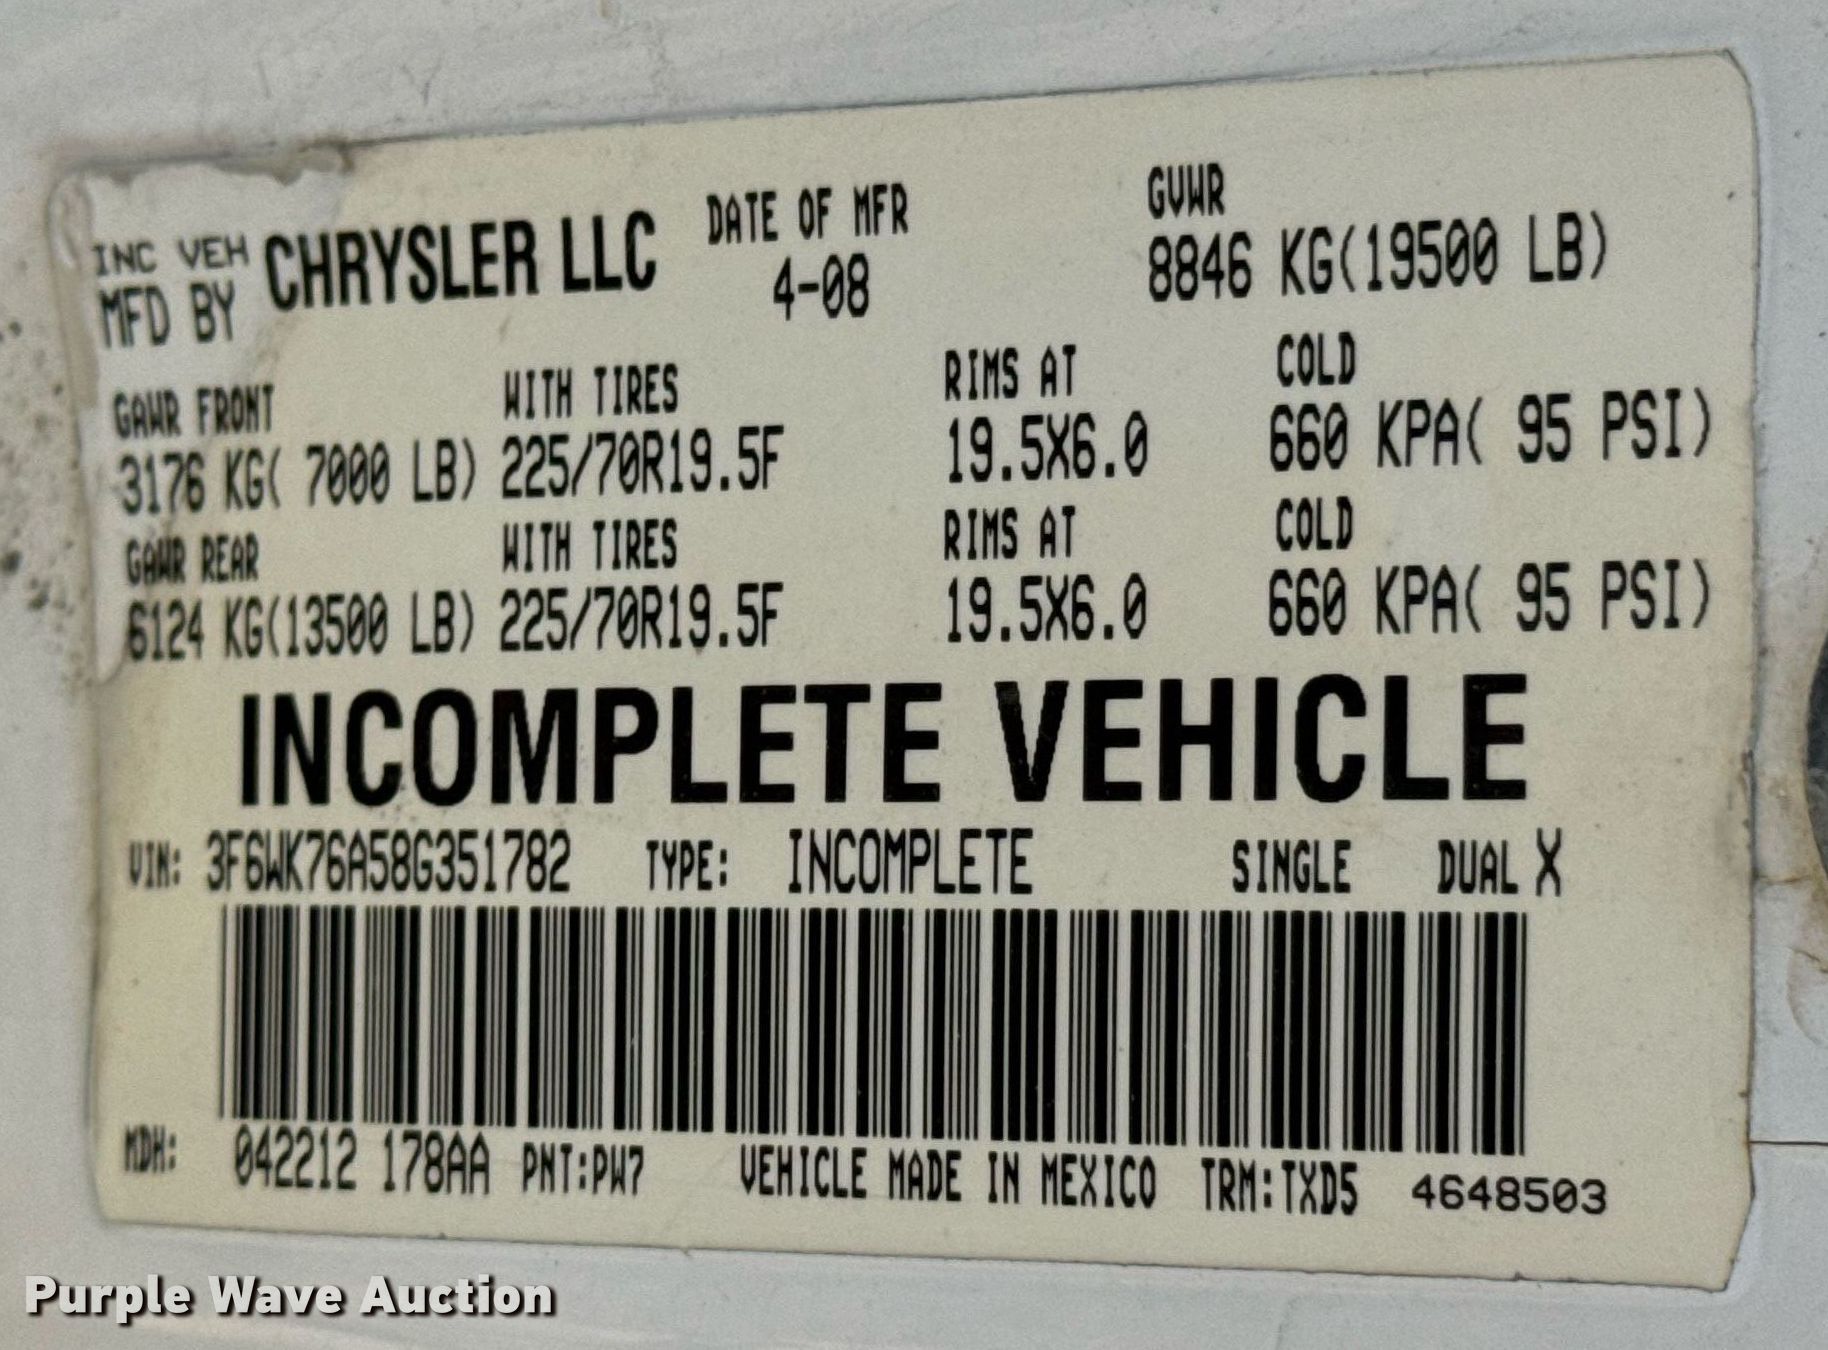 INC VEH CHRYSLER LLC DATE OF MFR GVWR
MFD BY 4-08 8846 KG(19500 LB)
GAWR FRONT WITH TIRES RIMS AT COLD
3176 KG( 7000 LB) 225/70R19.5F 19.5X6.0 660 KPA( 95 PSI)
GAWR REAR WITH TIRES RIMS AT COLD
6124 KG(13500 LB) 225/70R19.5F 19.5X6.0 660 KPA( 95 PSI)
INCOMPLETE VEHICLE
VIN: 3F6WK76A58G351782 TYPE: INCOMPLETE SINGLE DUAL X
MDH: 042212 178AA PNT:PW7 VEHICLE MADE IN MEXICO TRM:TXD5 4648503
Purple Wave Auction